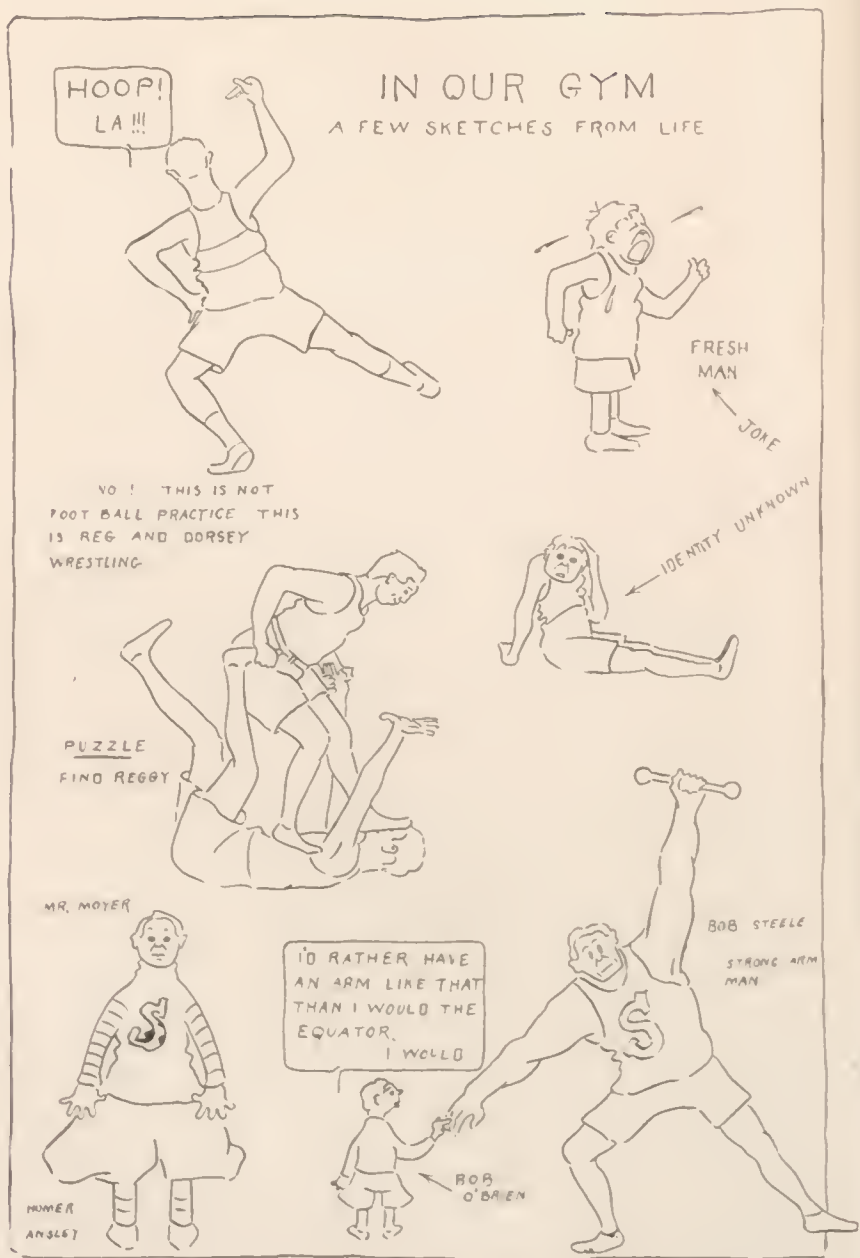 IN OUR GYM
A FEW SKETCHES FROM LIFE
HOOP!
LA!!!
FRESH
MAN
JOKE
NO! THIS IS NOT
FOOT BALL PRACTICE THIS
IS REG AND DORSEY
WRESTLING
IDENTITY UNKNOWN
PUZZLE
FIND REGGY
MR. MOYER
S
I'D RATHER HAVE
AN ARM LIKE THAT
THAN I WOULD THE
EQUATOR.
I WOULD
BOB STEELE
STRONG ARM
MAN
S
BOB
O'BRIEN
HOMER
ANSLEY